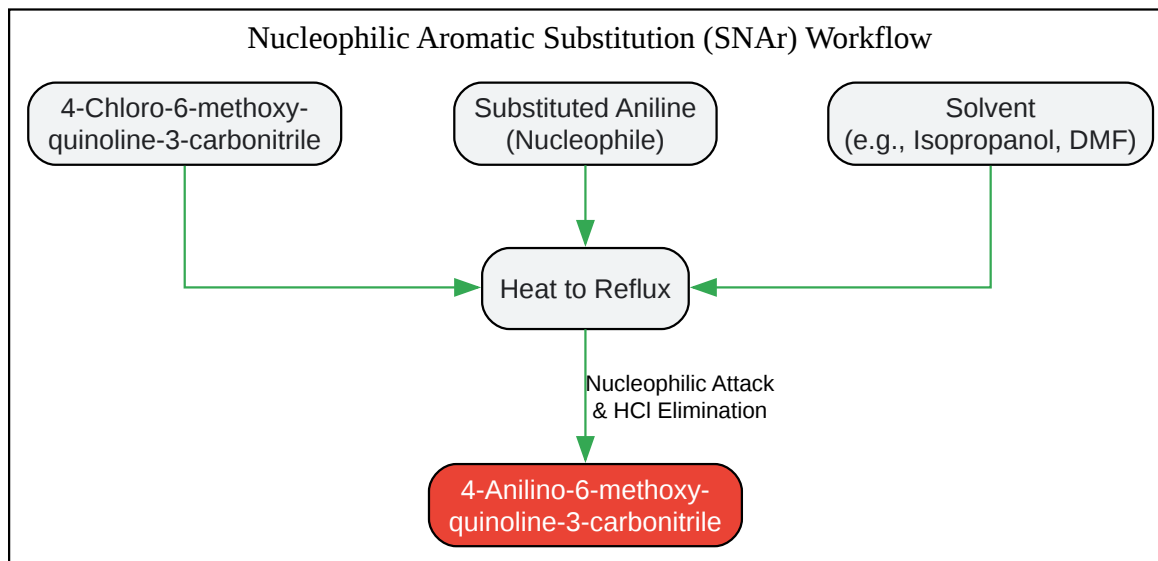 Nucleophilic Aromatic Substitution (SNAr) Workflow
4-Chloro-6-methoxy-
quinoline-3-carbonitrile
Substituted Aniline
(Nucleophile)
Solvent
(e.g., Isopropanol, DMF)
Heat to Reflux
Nucleophilic Attack
& HCl Elimination
4-Anilino-6-methoxy-
quinoline-3-carbonitrile